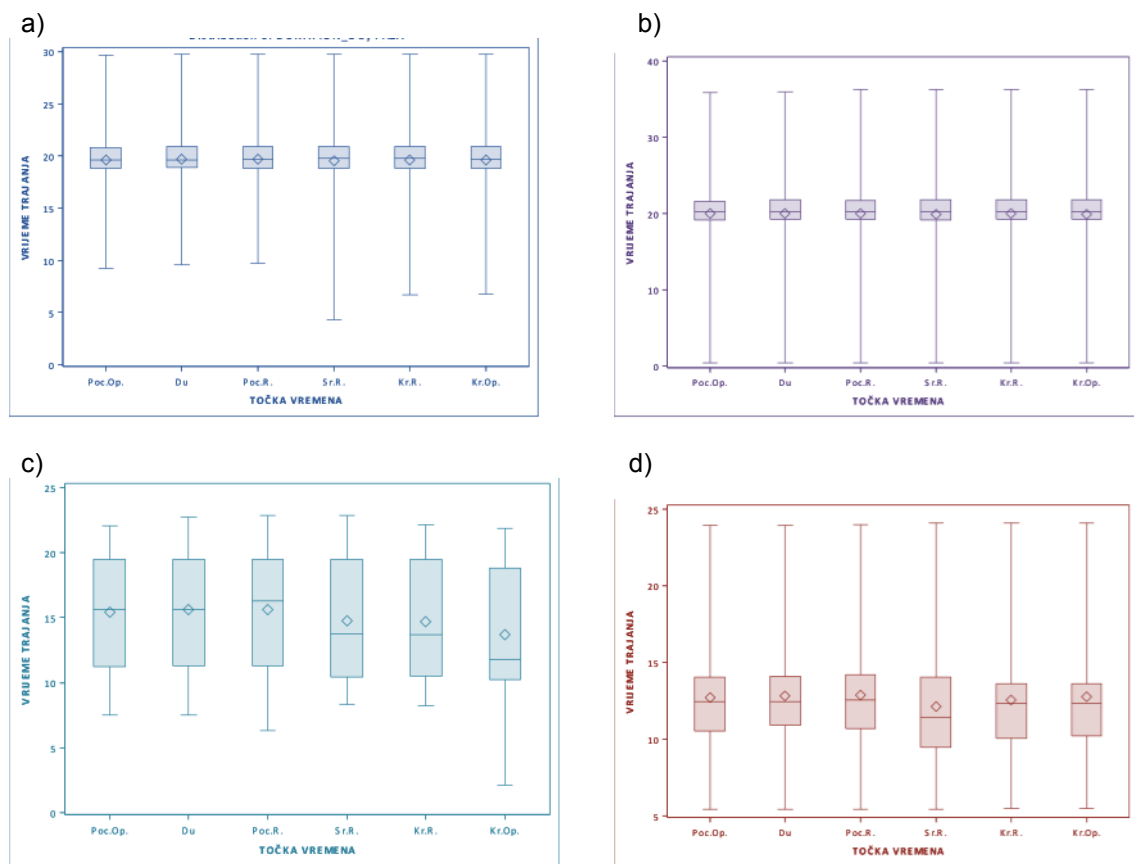 a)
30
25
20
15
10
5
0
VRIJEME TRAJANJA
Poc.Op. Du Poc.R. Sr.R. Kr.R. Kr.Op.
TOČKA VREMENA
b)
40
30
20
10
0
VRIJEME TRAJANJA
Poc.Op. Du Poc.R. Sr.R. Kr.R. Kr.Op.
TOČKA VREMENA
c)
25
20
15
10
5
0
VRIJEME TRAJANJA
Poc.Op. Du Poc.R. Sr.R. Kr.R. Kr.Op.
TOČKA VREMENA
d)
25
20
15
10
5
VRIJEME TRAJANJA
Poc.Op. Du Poc.R. Sr.R. Kr.R. Kr.Op.
TOČKA VREMENA